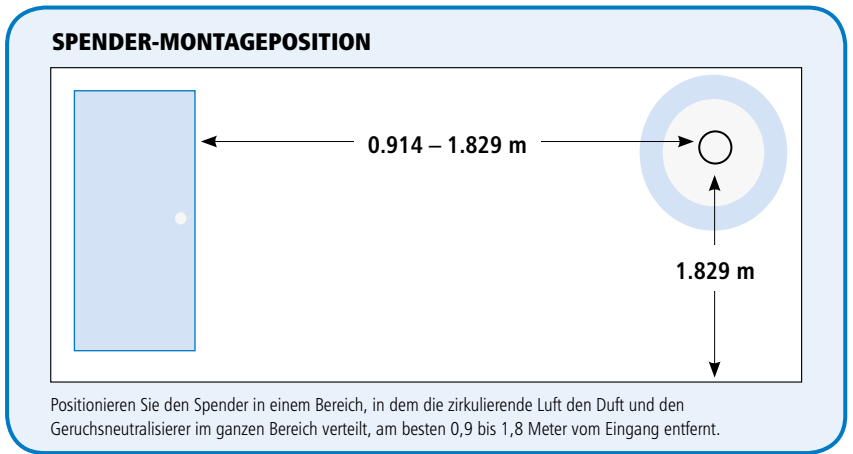 SPENDER-MONTAGEPOSITION
0.914 – 1.829 m
1.829 m
Positionieren Sie den Spender in einem Bereich, in dem die zirkulierende Luft den Duft und den
Geruchsneutralisierer im ganzen Bereich verteilt, am besten 0,9 bis 1,8 Meter vom Eingang entfernt.